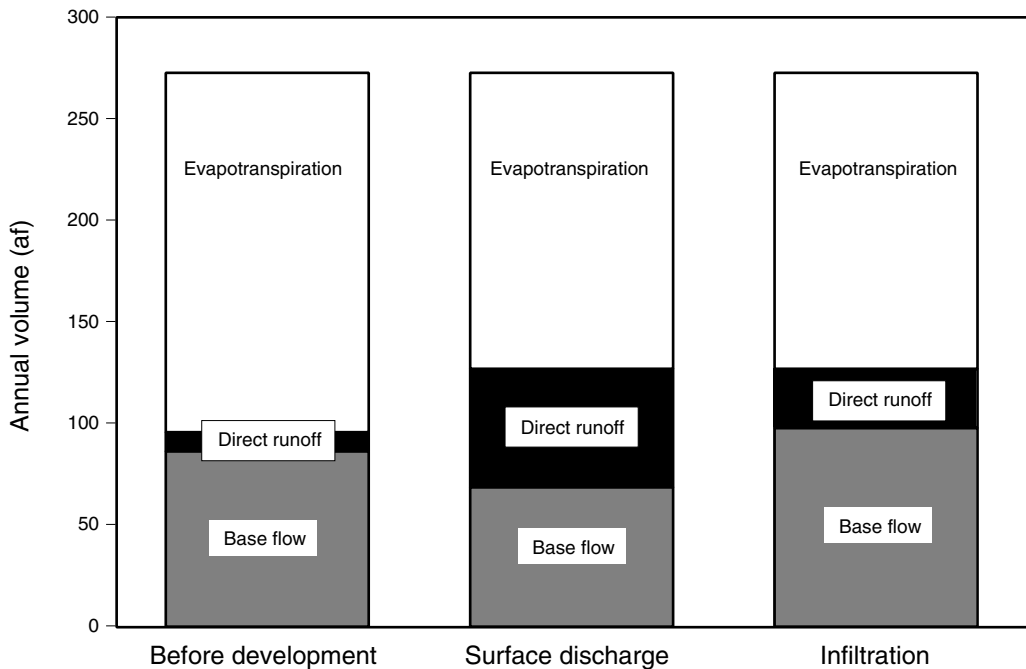 300
250
200
150
100
50
0
Annual volume (af)
Evapotranspiration
Direct runoff
Base flow
Evapotranspiration
Direct runoff
Base flow
Evapotranspiration
Direct runoff
Base flow
Before development
Surface discharge
Infiltration